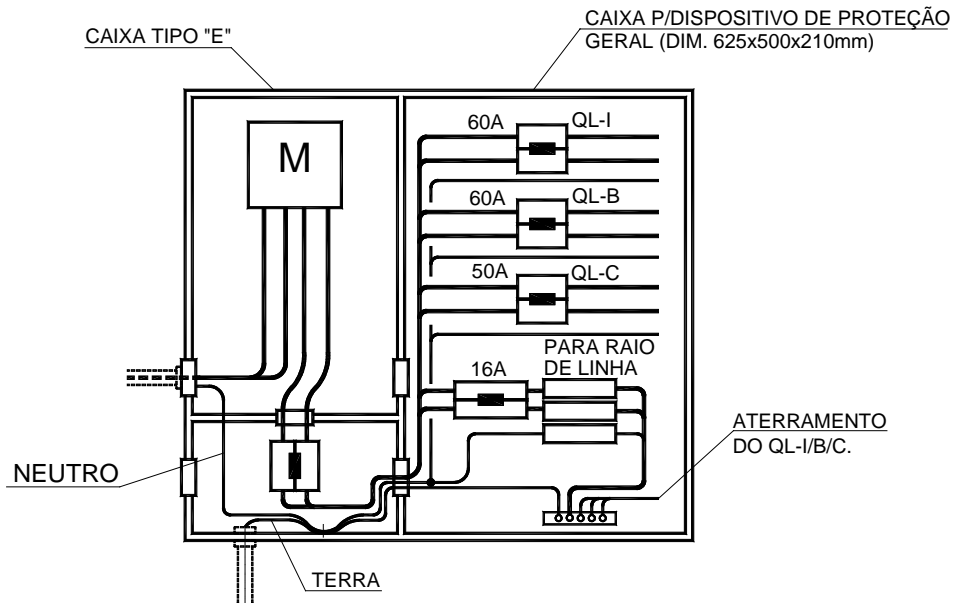 CAIXA TIPO "E"
CAIXA P/DISPOSITIVO DE PROTEÇÃO
GERAL (DIM. 625x500x210mm)
M
60A
QL-I
60A
QL-B
50A
QL-C
PARA RAIO
DE LINHA
16A
ATERRAMENTO
DO QL-I/B/C.
NEUTRO
TERRA